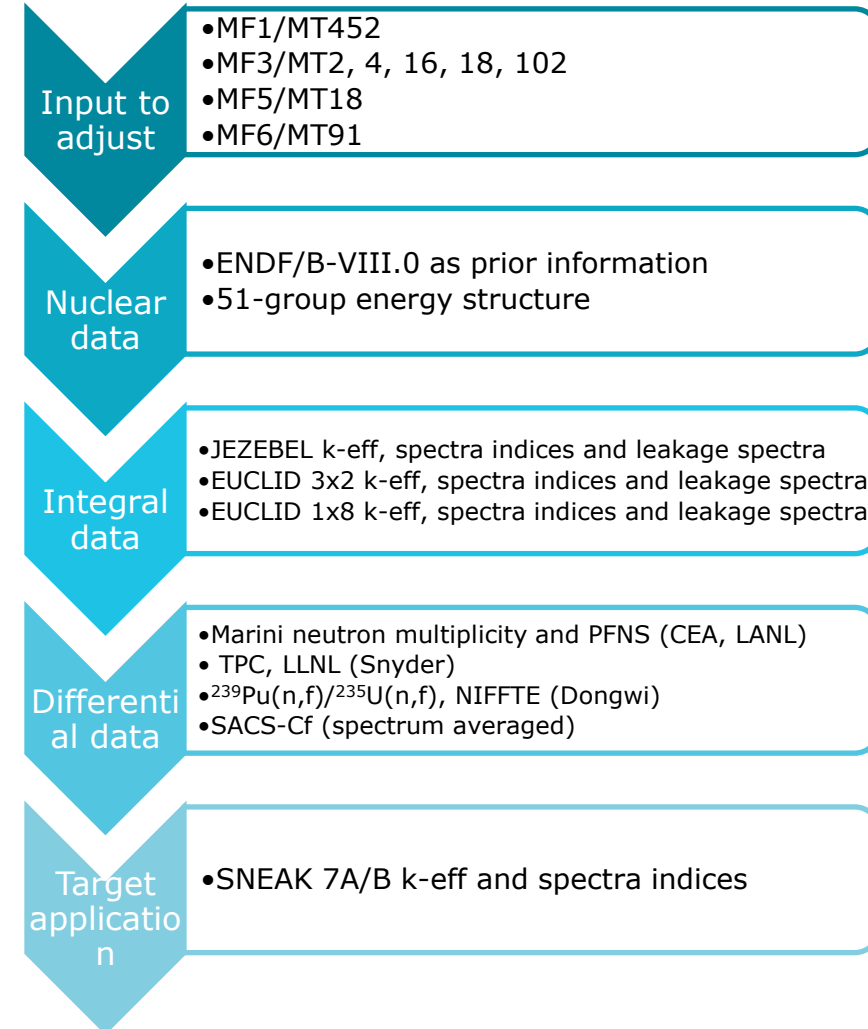 Input to
adjust
•MF1/MT452
•MF3/MT2, 4, 16, 18, 102
•MF5/MT18
•MF6/MT91
Nuclear
data
•ENDF/B-VIII.0 as prior information
•51-group energy structure
Integral
data
•JEZEBEL k-eff, spectra indices and leakage spectra
•EUCLID 3x2 k-eff, spectra indices and leakage spectra
•EUCLID 1x8 k-eff, spectra indices and leakage spectra
Differenti
al data
•Marini neutron multiplicity and PFNS (CEA, LANL)
• TPC, LLNL (Snyder)
•²³⁹Pu(n,f)/²³⁵U(n,f), NIFFTE (Dongwi)
•SACS-Cf (spectrum averaged)
Target
applicatio
n
•SNEAK 7A/B k-eff and spectra indices